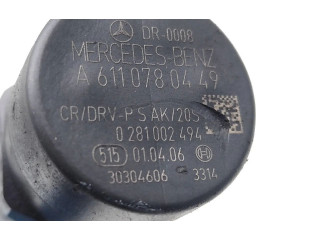 DR-0008
MERCEDES-BENZ
A 611 078 04 49
CR/DRV-P S AK/20S
0 281 002 494
515 01.04.06
30304606 3314